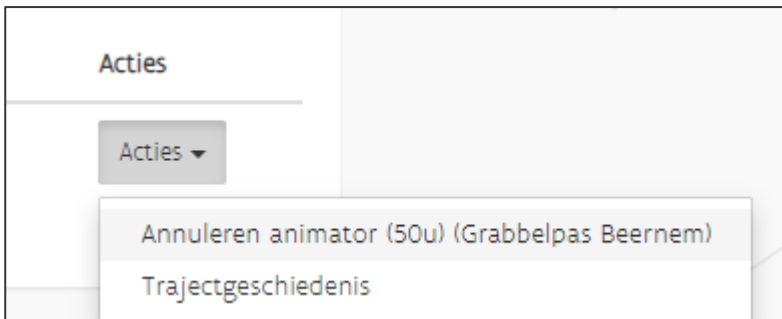 Acties
Acties
Annuleren animator (50u) (Grabbelpas Beernem)
Trajectgeschiedenis